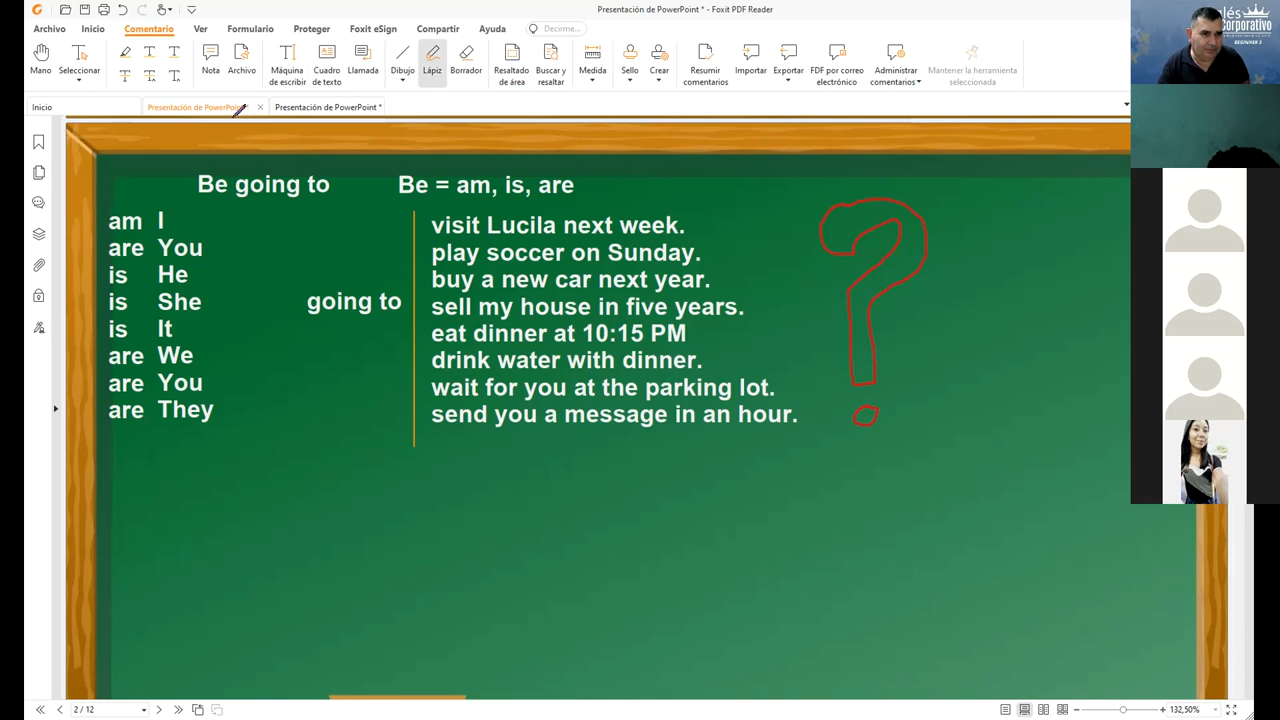 Presentación de PowerPoint * - Foxit PDF Reader
Archivo Inicio Comentario Ver Formulario Proteger Foxit eSign Compartir Ayuda Decirme...
Mano Seleccionar Nota Archivo Máquina de escribir Cuadro de texto Llamada Dibujo Lápiz Borrador Resaltado de área Buscar y resaltar Medida Sello Crear Resumir comentarios Importar Exportar PDF por correo electrónico Administrar comentarios Mantener la herramienta seleccionada
Inicio Presentación de PowerPoint Presentación de PowerPoint *
lés
Corporativo
BEGINNER 2
Be going to Be = am, is, are
am I visit Lucila next week.
are You play soccer on Sunday.
is He buy a new car next year.
is She going to sell my house in five years.
is It eat dinner at 10:15 PM
are We drink water with dinner.
are You wait for you at the parking lot.
are They send you a message in an hour.
?
2 / 12 132,50%